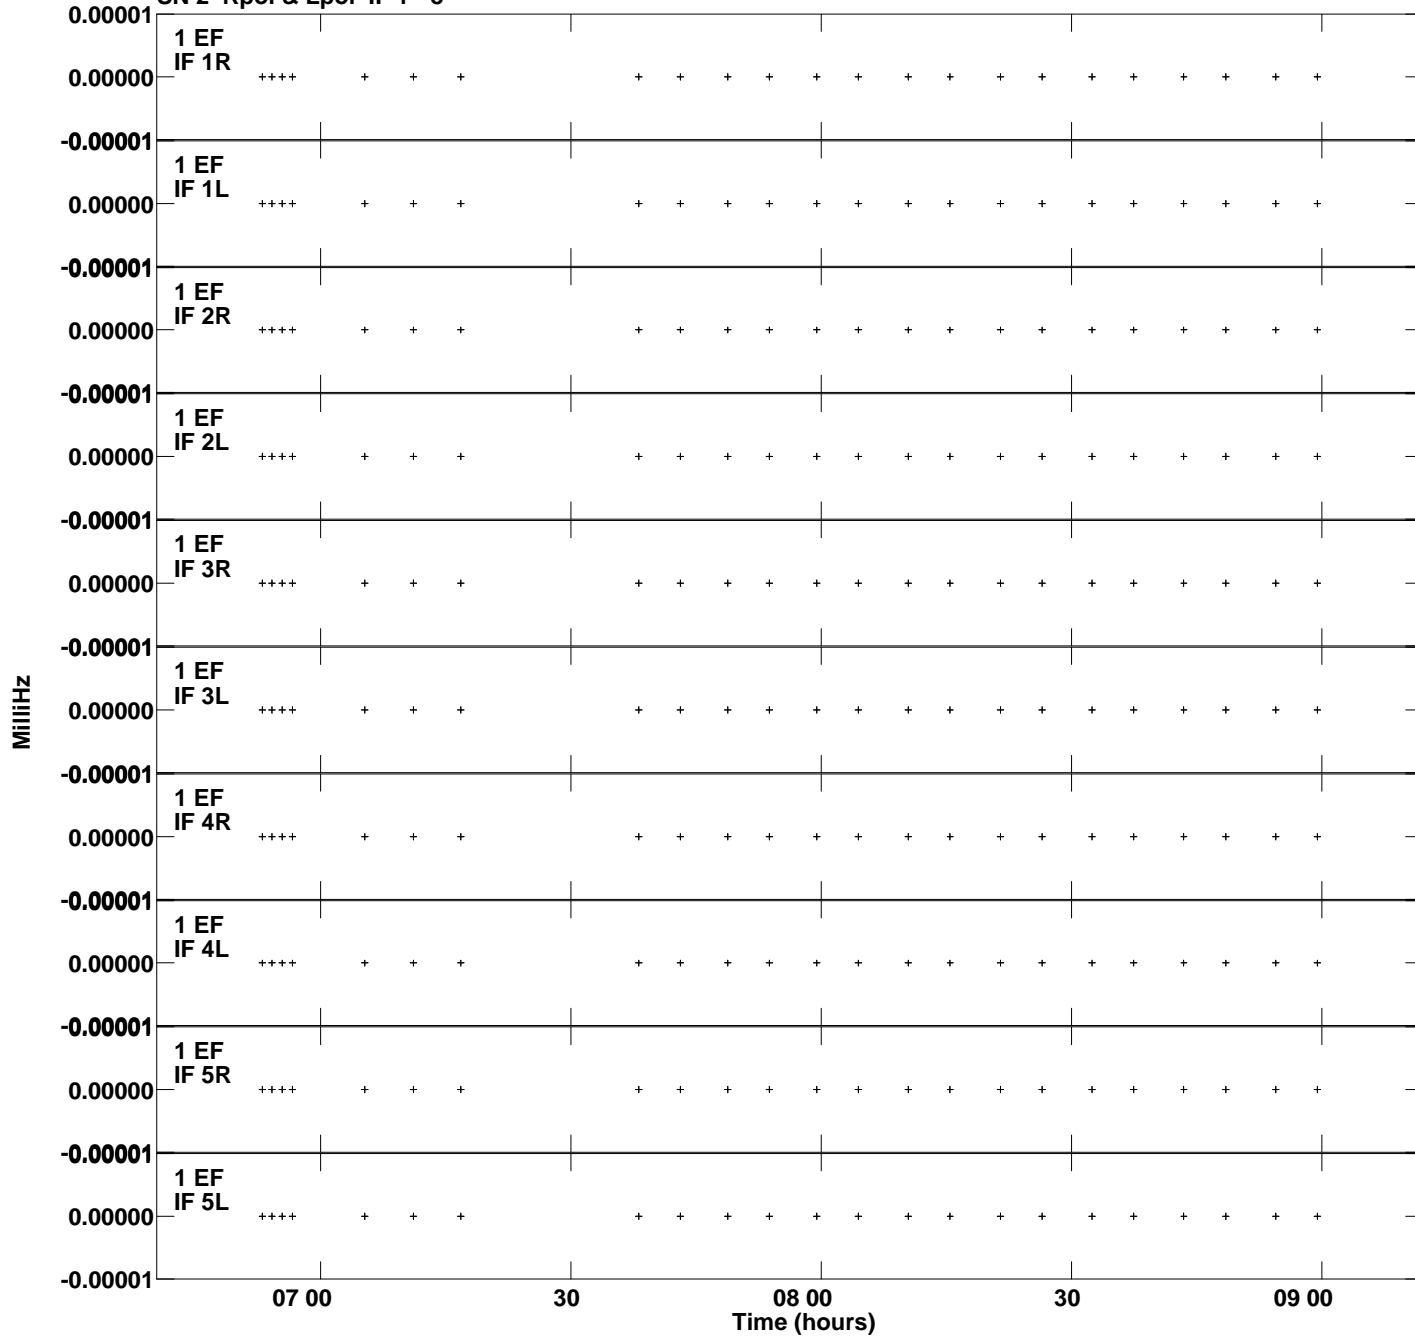 0.00001
1 EF
IF 1R
0.00000
-0.00001
1 EF
IF 1L
0.00000
-0.00001
1 EF
IF 2R
0.00000
-0.00001
1 EF
IF 2L
0.00000
-0.00001
1 EF
IF 3R
0.00000
-0.00001
1 EF
IF 3L
0.00000
-0.00001
1 EF
IF 4R
0.00000
-0.00001
1 EF
IF 4L
0.00000
-0.00001
1 EF
IF 5R
0.00000
-0.00001
1 EF
IF 5L
0.00000
-0.00001
MilliHz
07 00 30 08 00 30 09 00
Time (hours)